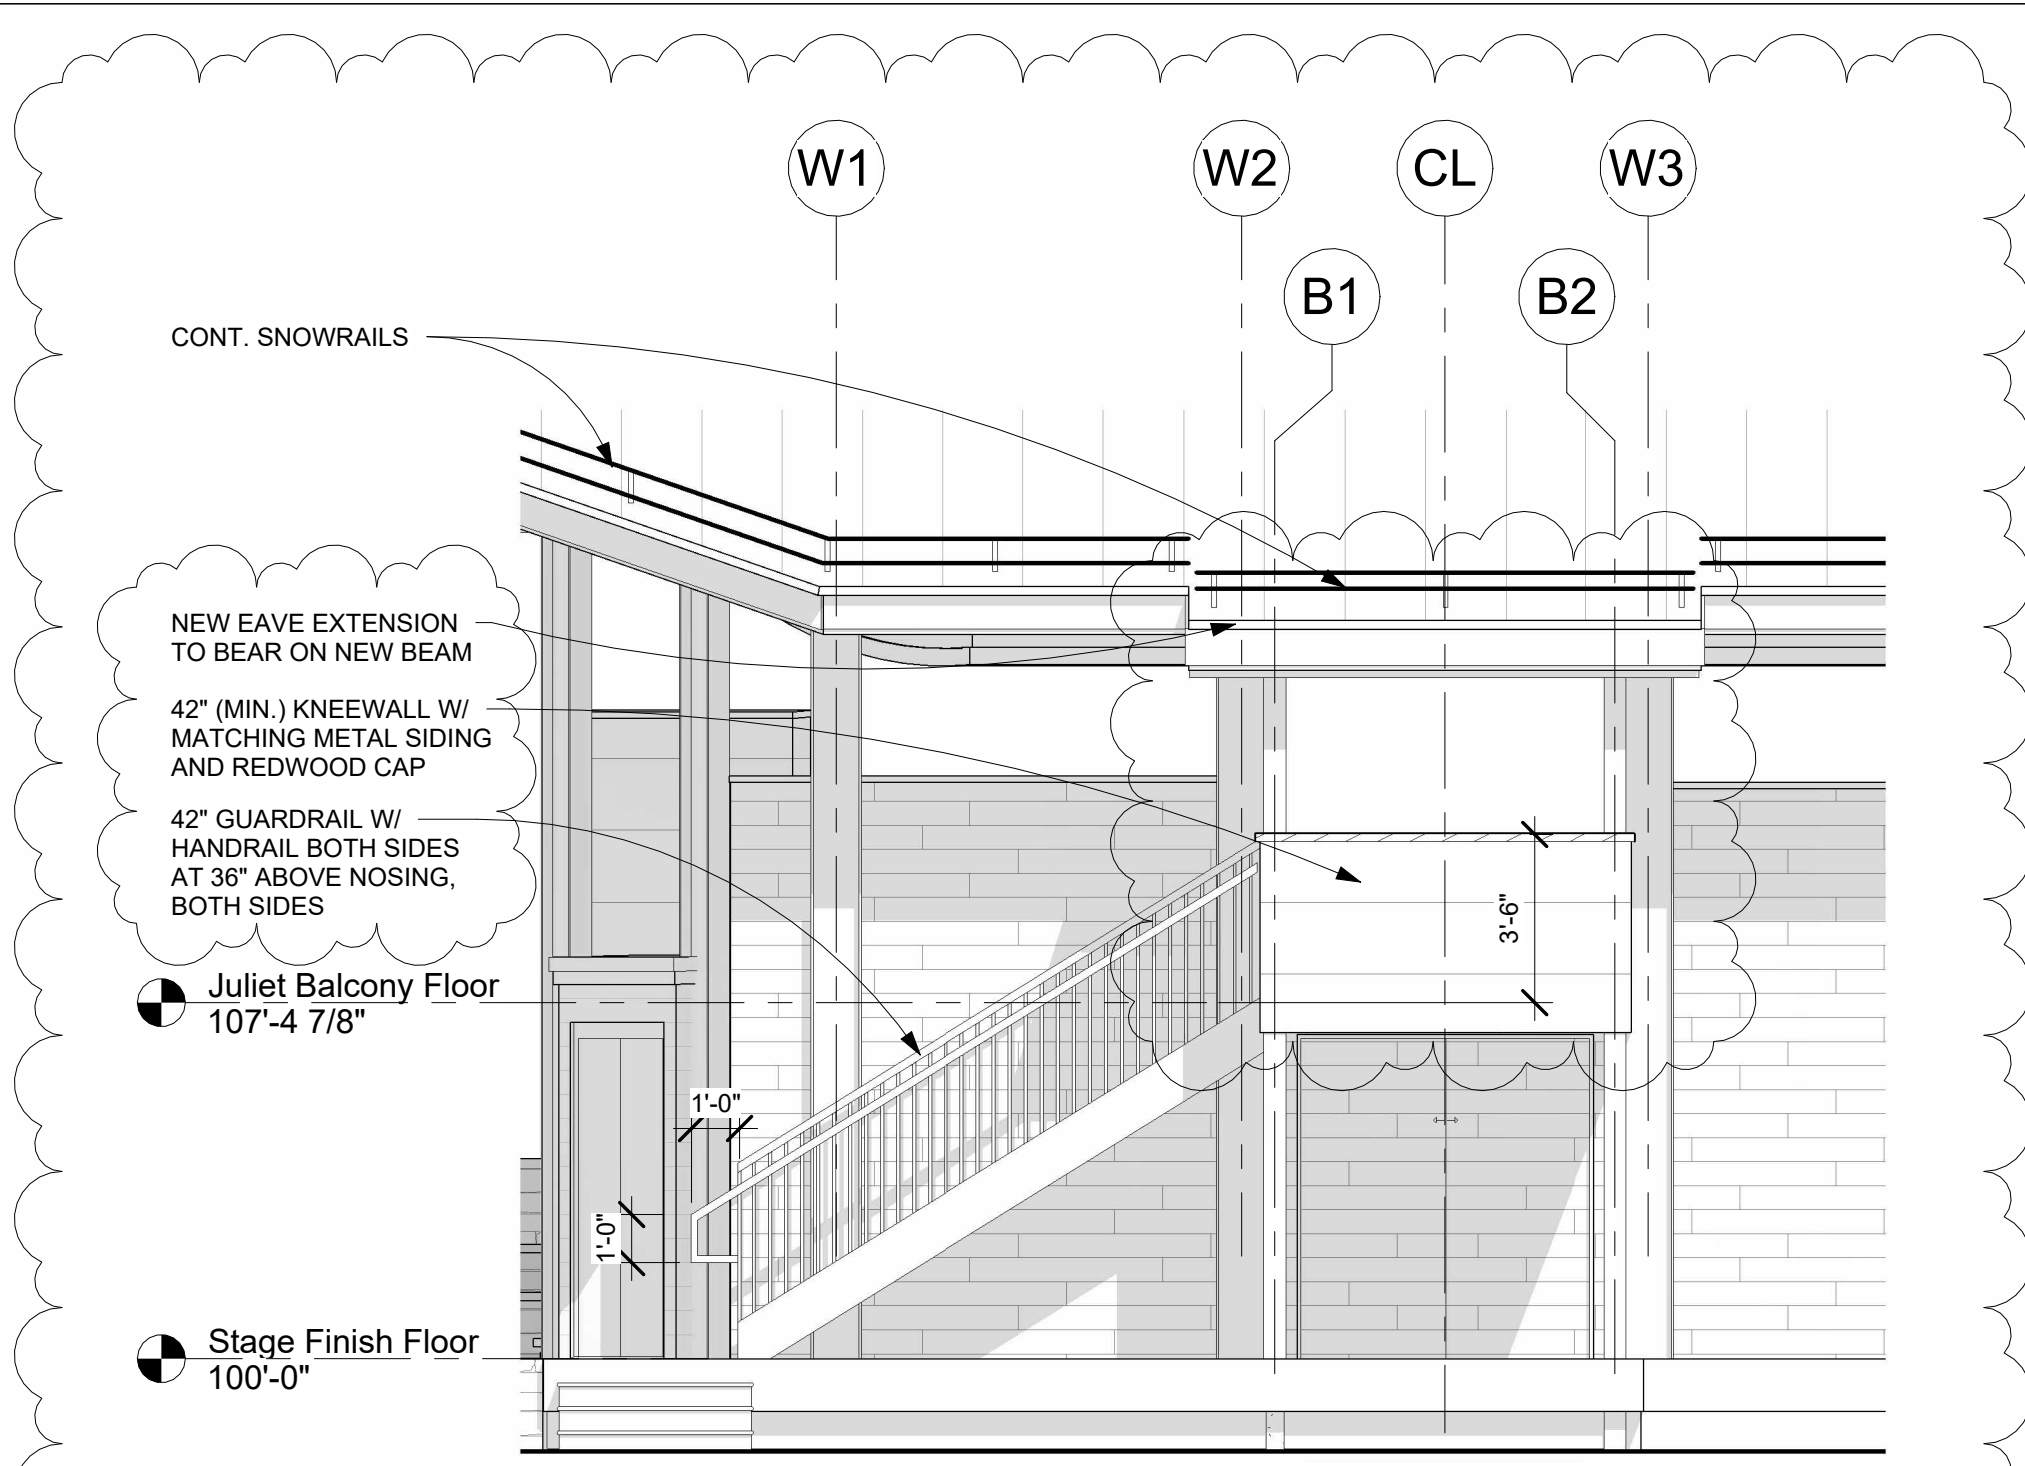 W1
W2
CL
W3
B1
B2
CONT. SNOWRAILS
NEW EAVE EXTENSION
TO BEAR ON NEW BEAM
42" (MIN.) KNEEWALL W/
MATCHING METAL SIDING
AND REDWOOD CAP
42" GUARDRAIL W/
HANDRAIL BOTH SIDES
AT 36" ABOVE NOSING,
BOTH SIDES
3'-6"
Juliet Balcony Floor
107'-4 7/8"
1'-0"
1'-0"
Stage Finish Floor
100'-0"